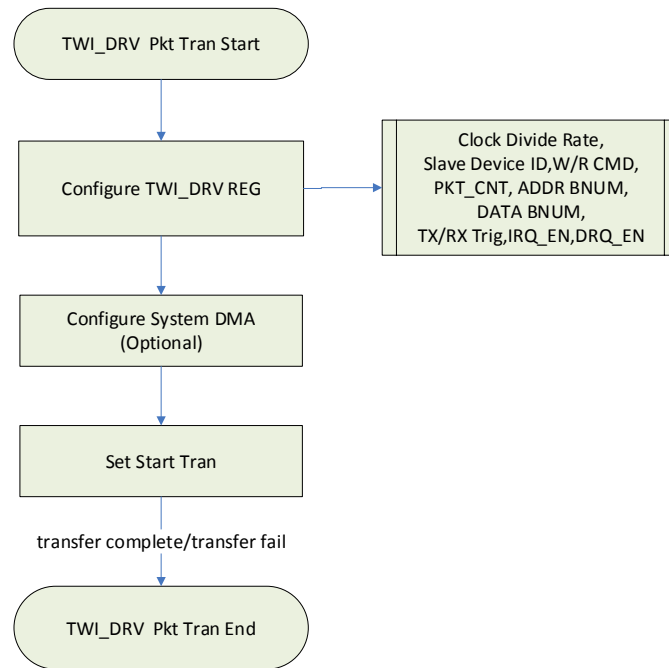 TWI_DRV Pkt Tran Start
Configure TWI_DRV REG
Clock Divide Rate,
Slave Device ID,W/R CMD
PKT_CNT, ADDR BNUM,
DATA BNUM,
TX/RX Trig,IRQ_EN,DRQ_EN
Configure System DMA
(Optional)
Set Start Tran
transfer complete/transfer fail
TWI_DRV Pkt Tran End